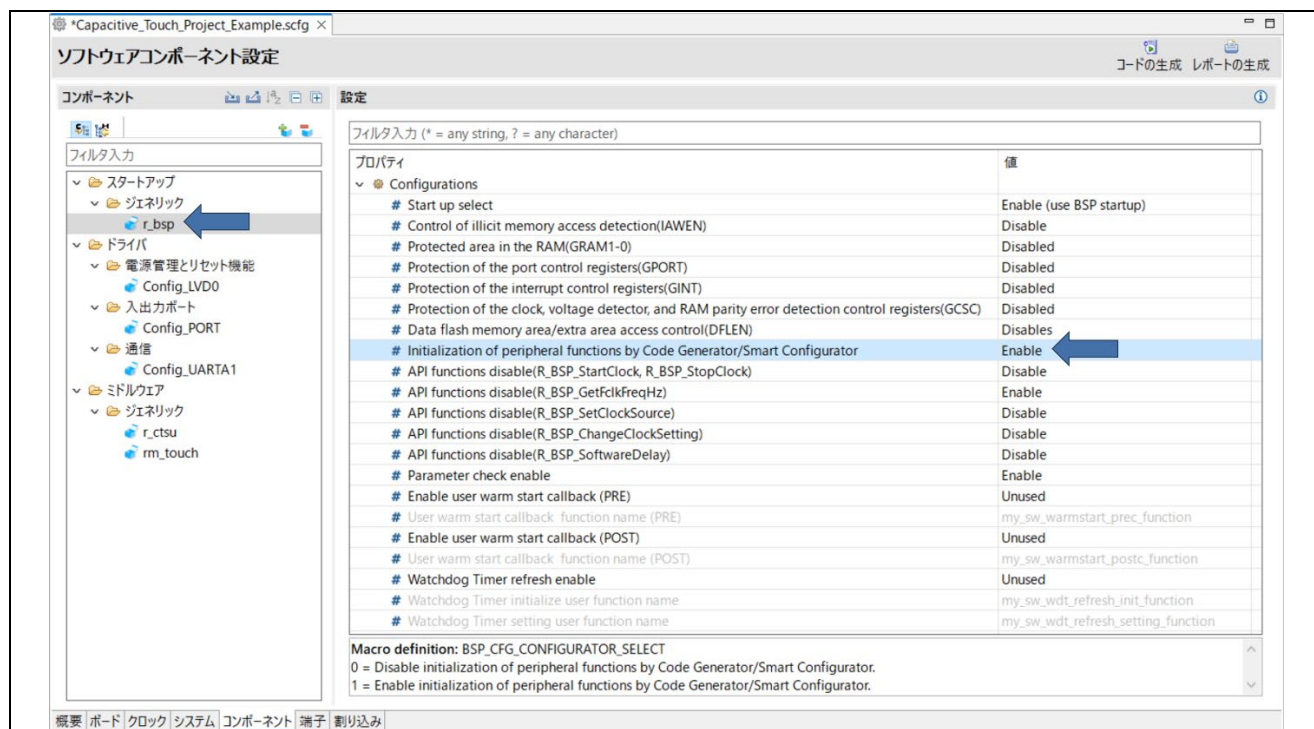 *Capacitive_Touch_Project_Example.scfg ×
ソフトウェアコンポーネント設定
コードの生成 レポートの生成
コンポーネント
フィルタ入力
スタートアップ
ジェネリック
r_bsp
ドライバ
電源管理とリセット機能
Config_LVD0
入出力ポート
Config_PORT
通信
Config_UARTA1
ミドルウェア
ジェネリック
r_ctsu
rm_touch
設定
フィルタ入力 (* = any string, ? = any character)
プロパティ 値
Configurations
# Start up select Enable (use BSP startup)
# Control of illicit memory access detection(IAWEN) Disable
# Protected area in the RAM(GRAM1-0) Disabled
# Protection of the port control registers(GPORT) Disabled
# Protection of the interrupt control registers(GINT) Disabled
# Protection of the clock, voltage detector, and RAM parity error detection control registers(GCSC) Disabled
# Data flash memory area/extra area access control(DFLEN) Disables
# Initialization of peripheral functions by Code Generator/Smart Configurator Enable
# API functions disable(R_BSP_StartClock, R_BSP_StopClock) Disable
# API functions disable(R_BSP_GetFclkFreqHz) Enable
# API functions disable(R_BSP_SetClockSource) Disable
# API functions disable(R_BSP_ChangeClockSetting) Disable
# API functions disable(R_BSP_SoftwareDelay) Disable
# Parameter check enable Enable
# Enable user warm start callback (PRE) Unused
# User warm start callback function name (PRE) my_sw_warmstart_prec_function
# Enable user warm start callback (POST) Unused
# User warm start callback function name (POST) my_sw_warmstart_postc_function
# Watchdog Timer refresh enable Unused
# Watchdog Timer initialize user function name my_sw_wdt_refresh_init_function
# Watchdog Timer setting user function name my_sw_wdt_refresh_setting_function
Macro definition: BSP_CFG_CONFIGURATOR_SELECT
0 = Disable initialization of peripheral functions by Code Generator/Smart Configurator.
1 = Enable initialization of peripheral functions by Code Generator/Smart Configurator.
概要 ボード クロック システム コンポーネント 端子 割り込み